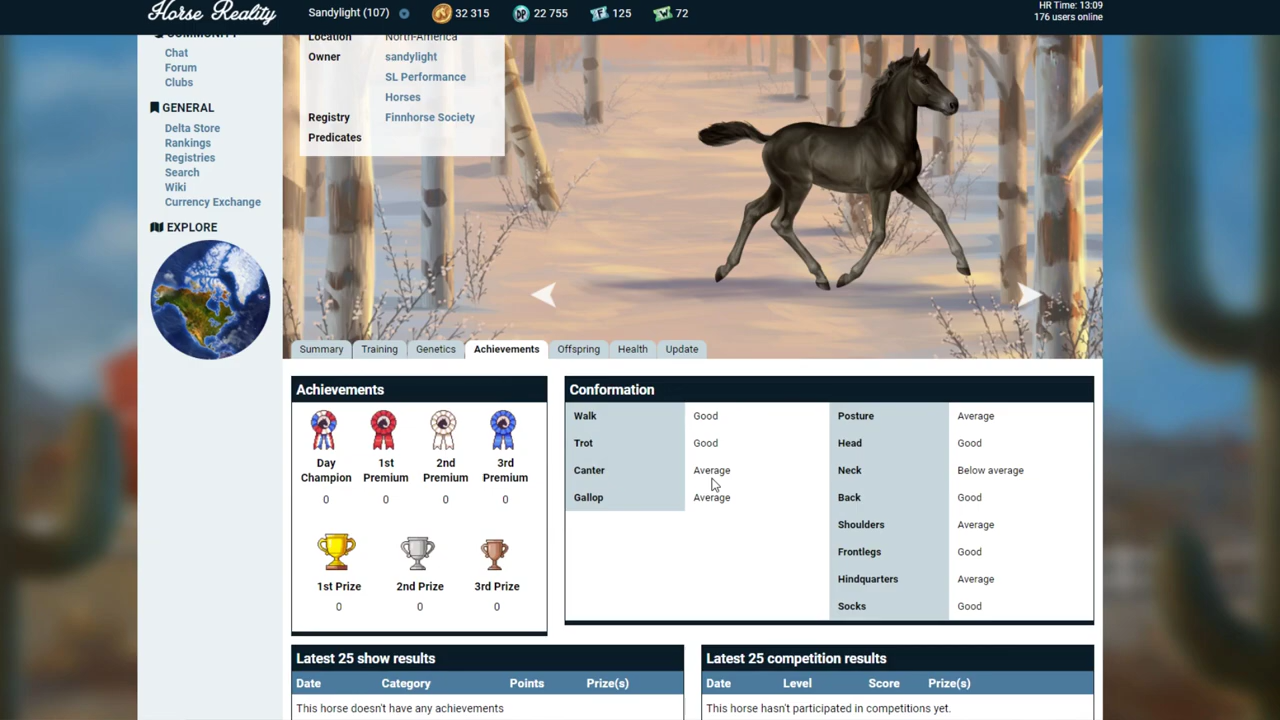 Horse Reality
Sandylight (107)
32 315
22 755
125
72
HR Time: 13:09
176 users online
COMMUNITY
Chat
Forum
Clubs
GENERAL
Delta Store
Rankings
Registries
Search
Wiki
Currency Exchange
EXPLORE
Location North-America
Owner sandylight
SL Performance
Horses
Registry Finnhorse Society
Predicates
Summary Training Genetics Achievements Offspring Health Update
Achievements
Day Champion
1st Premium
2nd Premium
3rd Premium
0 0 0 0
1st Prize 2nd Prize 3rd Prize
0 0 0
Conformation
Walk Good
Trot Good
Canter Average
Gallop Average
Posture Average
Head Good
Neck Below average
Back Good
Shoulders Average
Frontlegs Good
Hindquarters Average
Socks Good
Latest 25 show results
Date Category Points Prize(s)
This horse doesn't have any achievements
Latest 25 competition results
Date Level Score Prize(s)
This horse hasn't participated in competitions yet.